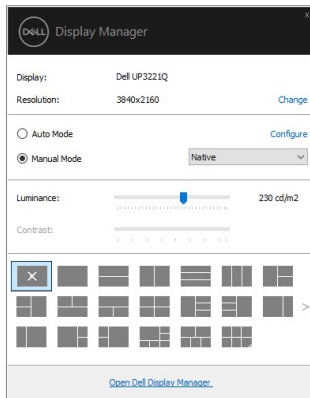 x
DELL Display Manager
Display: Dell UP3221Q
Resolution: 3840x2160 Change
Auto Mode Configure
Manual Mode Native
Luminance: 230 cd/m2
Contrast:
Open Dell Display Manager